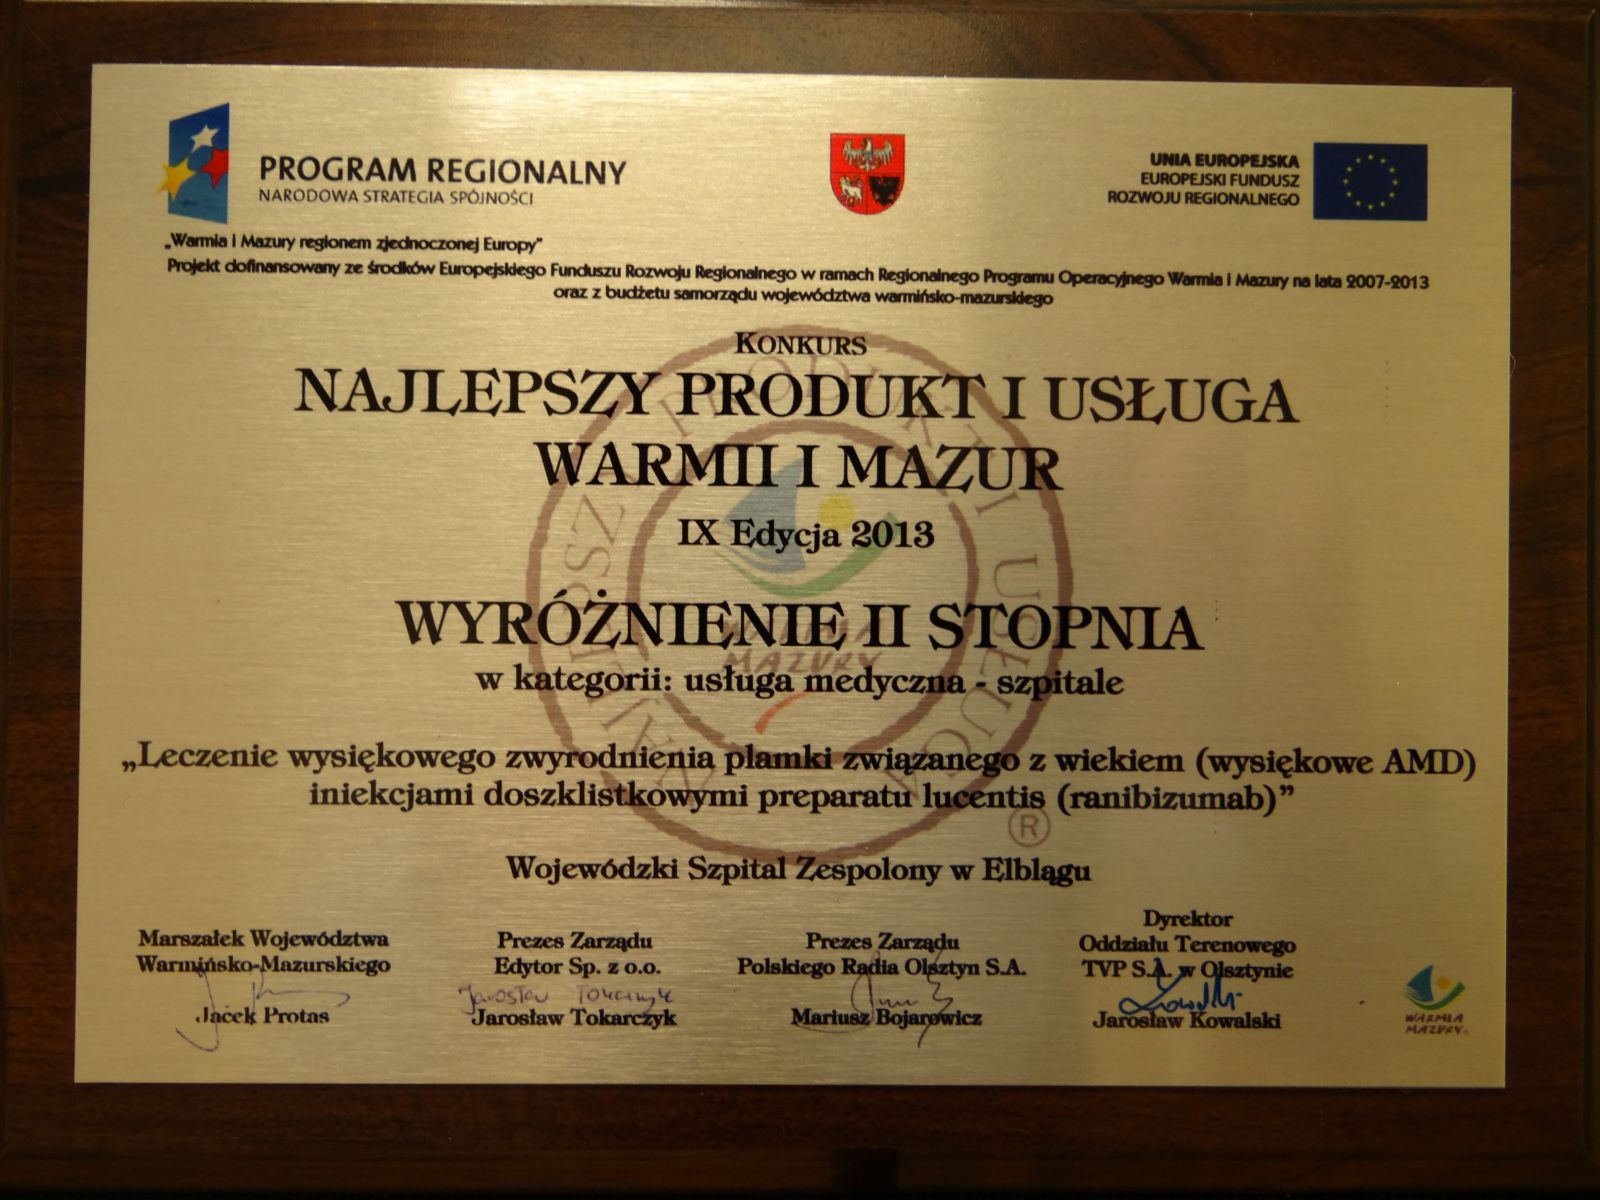 PROGRAM REGIONALNY
NARODOWA STRATEGIA SPÓJNOŚCI
UNIA EUROPEJSKA
EUROPEJSKI FUNDUSZ
ROZWOJU REGIONALNEGO
„Warmia i Mazury regionem zjednoczonej Europy”
Projekt dofinansowany ze środków Europejskiego Funduszu Rozwoju Regionalnego w ramach Regionalnego Programu Operacyjnego Warmia i Mazury na lata 2007-2013
oraz z budżetu samorządu województwa warmińsko-mazurskiego
KONKURS
NAJLEPSZY PRODUKT I USŁUGA
WARMII I MAZUR
IX Edycja 2013
WYRÓŻNIENIE II STOPNIA
w kategorii: usługa medyczna - szpitale
„Leczenie wysiękowego zwyrodnienia plamki związanego z wiekiem (wysiękowe AMD)
iniekcjami doszklistkowymi preparatu lucentis (ranibizumab)”
®
Wojewódzki Szpital Zespolony w Elblągu
Marszałek Województwa
Warmińsko-Mazurskiego
Jacek Protas
Prezes Zarządu
Edytor Sp. z o.o.
Jarosław Tokarczyk
Jarosław Tokarczyk
Prezes Zarządu
Polskiego Radia Olsztyn S.A.
Mariusz Bojarowicz
Dyrektor
Oddziału Terenowego
TVP S.A. w Olsztynie
Jarosław Kowalski
WARMIA
MAZURY